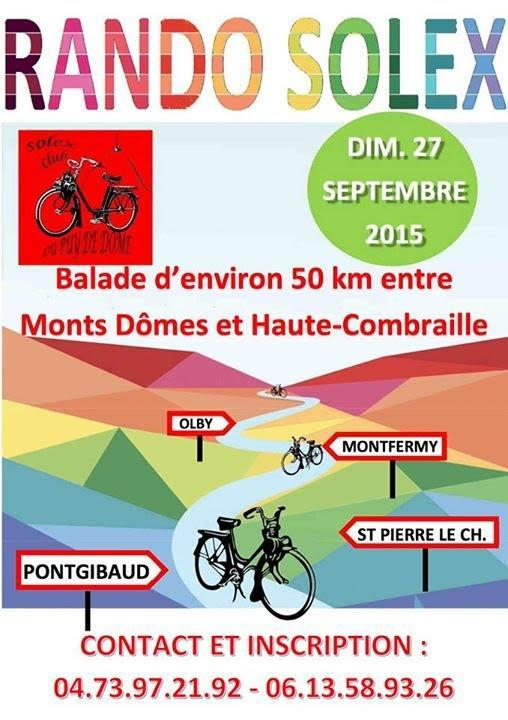 RANDO SOLEX
solex
club
DU PUY DE DOME
DIM. 27
SEPTEMBRE
2015
Balade d'environ 50 km entre
Monts Dômes et Haute-Combraille
OLBY
MONTFERMY
ST PIERRE LE CH.
PONTGIBAUD
CONTACT ET INSCRIPTION :
04.73.97.21.92 - 06.13.58.93.26